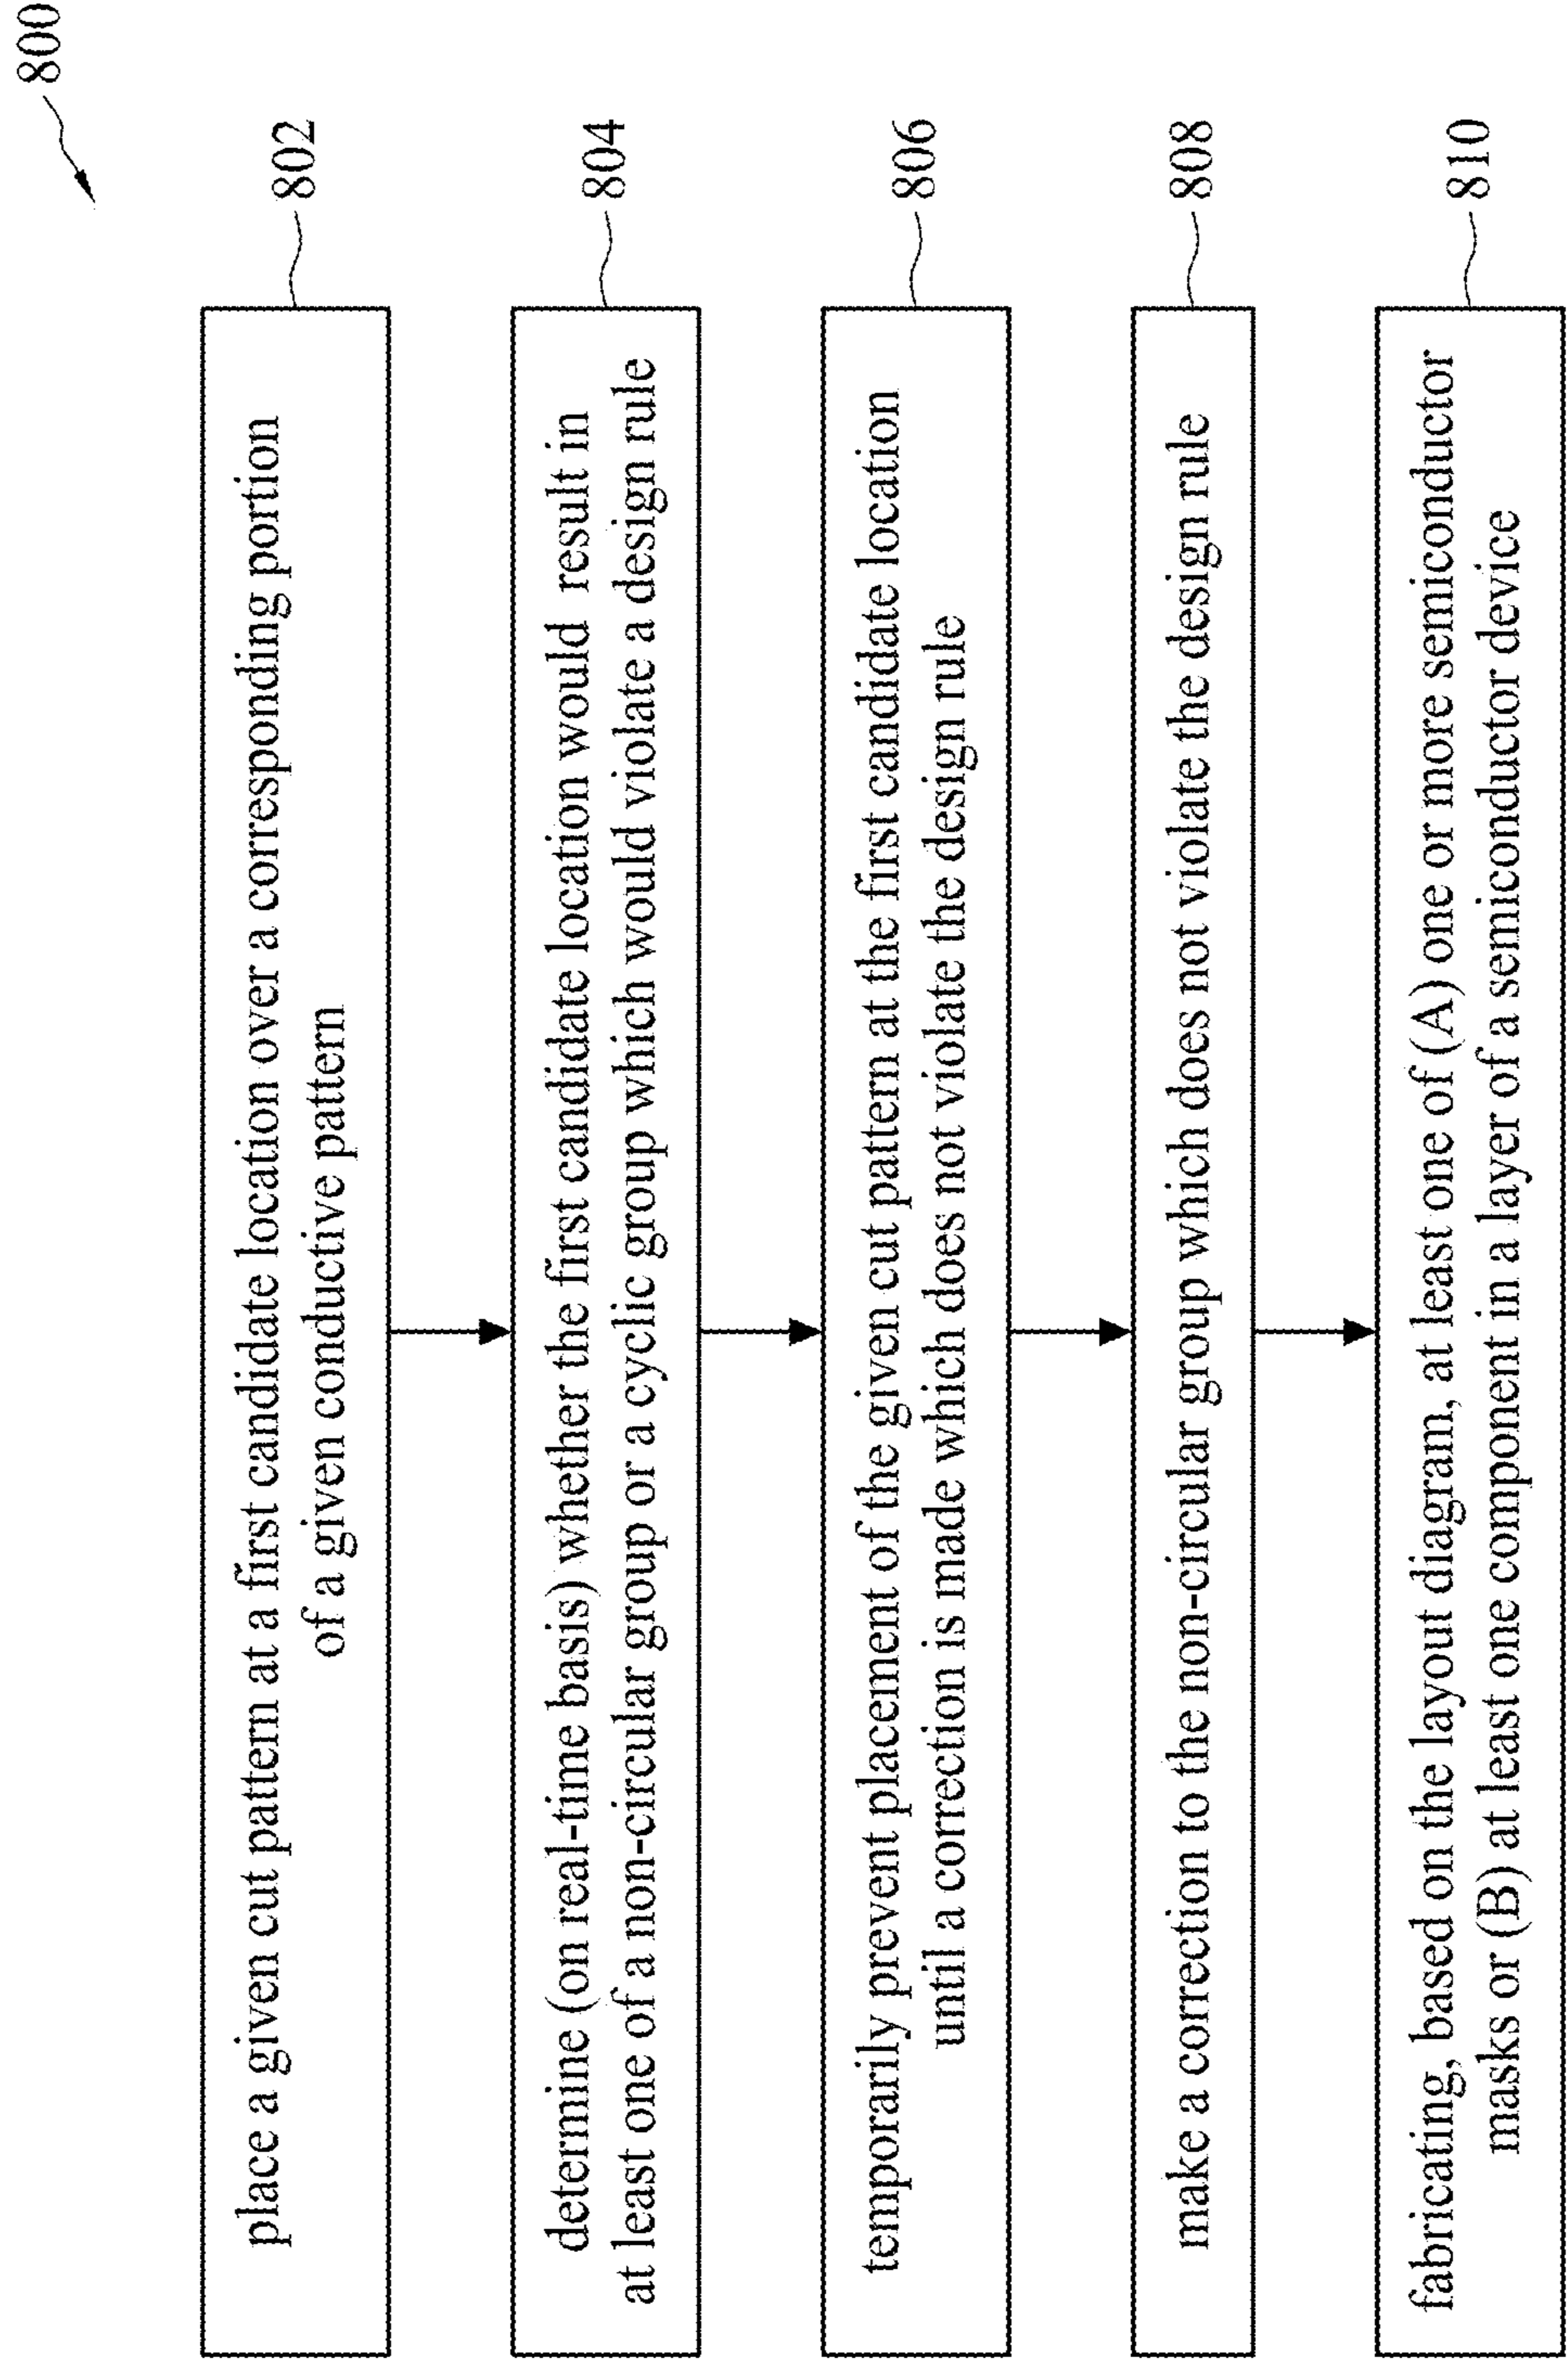 800
place a given cut pattern at a first candidate location over a corresponding portion
of a given conductive pattern
802
determine (on real-time basis) whether the first candidate location would result in
at least one of a non-circular group or a cyclic group which would violate a design rule
804
temporarily prevent placement of the given cut pattern at the first candidate location
until a correction is made which does not violate the design rule
806
make a correction to the non-circular group which does not violate the design rule
808
fabricating, based on the layout diagram, at least one of (A) one or more semiconductor
masks or (B) at least one component in a layer of a semiconductor device
810